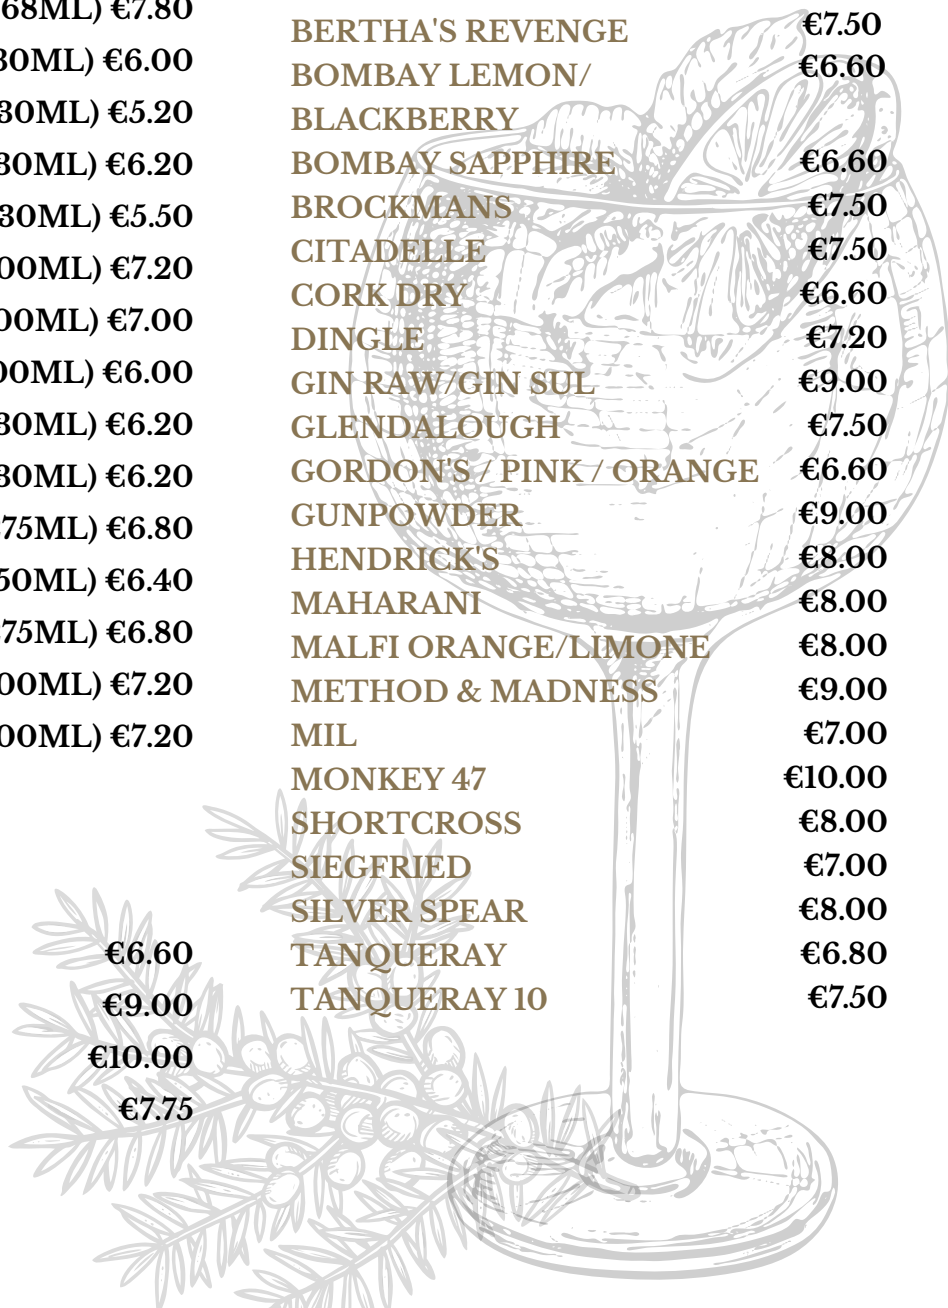 68ML) €7.80
30ML) €6.00
30ML) €5.20
30ML) €6.20
30ML) €5.50
00ML) €7.20
00ML) €7.00
00ML) €6.00
30ML) €6.20
30ML) €6.20
75ML) €6.80
50ML) €6.40
75ML) €6.80
00ML) €7.20
00ML) €7.20
€6.60
€9.00
€10.00
€7.75
BERTHA'S REVENGE €7.50
BOMBAY LEMON/ €6.60
BLACKBERRY
BOMBAY SAPPHIRE €6.60
BROCKMANS €7.50
CITADELLE €7.50
CORK DRY €6.60
DINGLE €7.20
GIN RAW/GIN SUL €9.00
GLENDALOUGH €7.50
GORDON'S / PINK / ORANGE €6.60
GUNPOWDER €9.00
HENDRICK'S €8.00
MAHARANI €8.00
MALFI ORANGE/LIMONE €8.00
METHOD & MADNESS €9.00
MIL €7.00
MONKEY 47 €10.00
SHORTCROSS €8.00
SIEGFRIED €7.00
SILVER SPEAR €8.00
TANQUERAY €6.80
TANQUERAY 10 €7.50